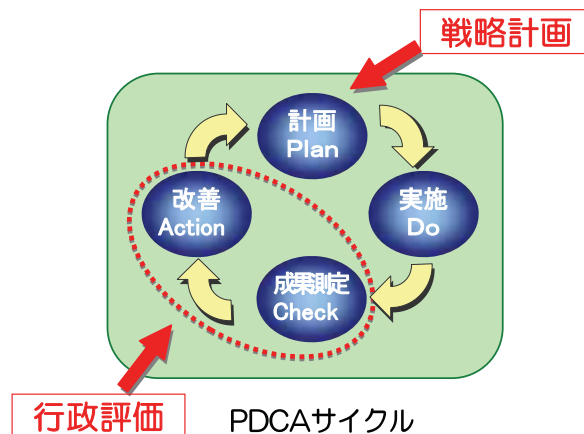 戦略計画
計画
Plan
改善
Action
実施
Do
成果測定
Check
行政評価
PDCAサイクル